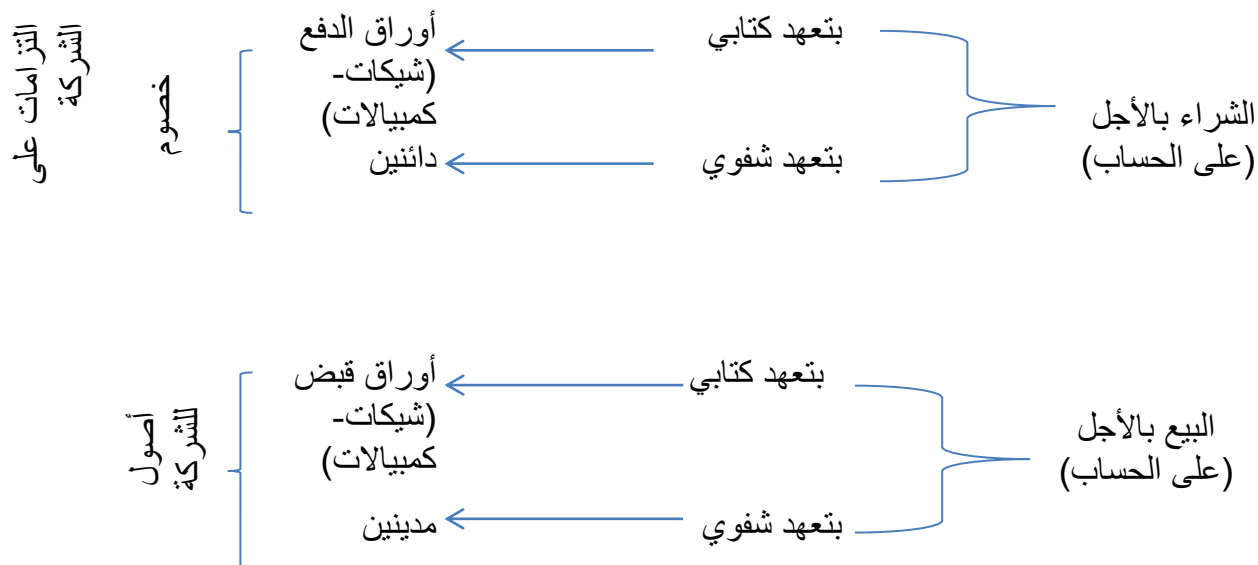 الشراء بالأجل
(على الحساب)
بتعهد كتابي
أوراق الدفع
(شيكات-
كمبيالات)
بتعهد شفوي
دائنين
خصوم
التزامات على
الشركة
البيع بالأجل
(على الحساب)
بتعهد كتابي
أوراق قبض
(شيكات-
كمبيالات)
بتعهد شفوي
مدينين
أصول
للشركة